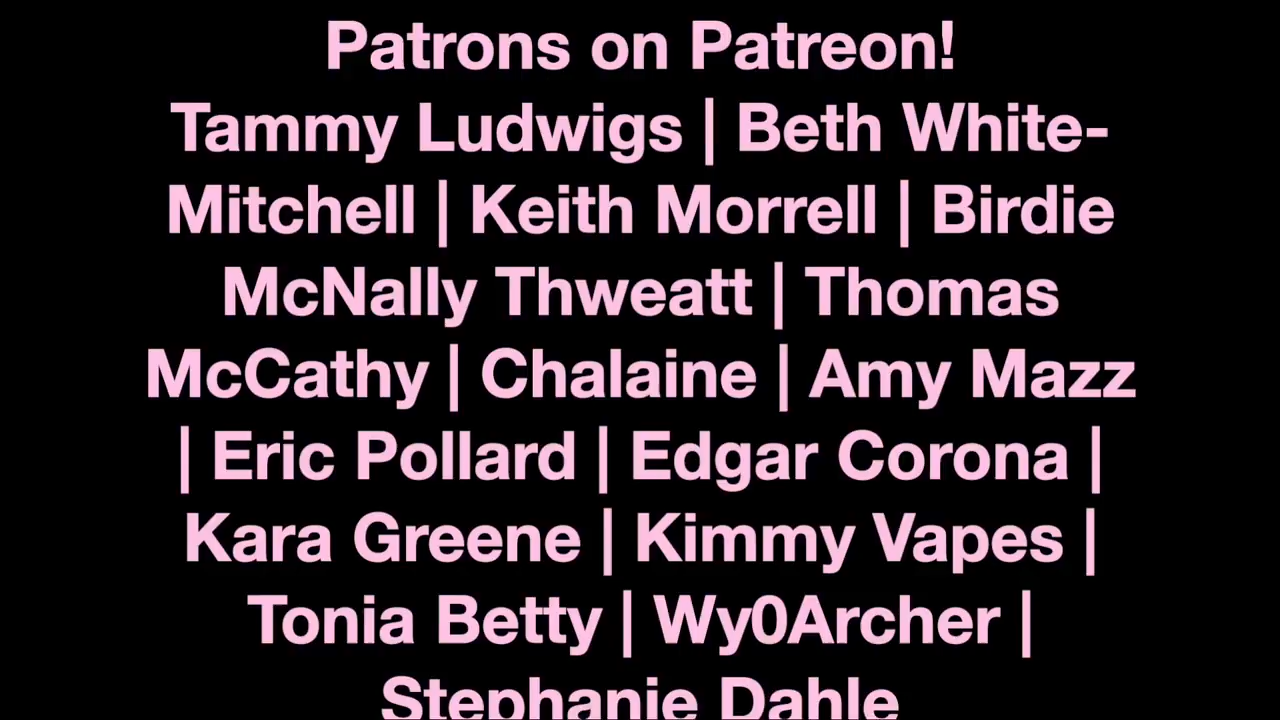 Patrons on Patreon!
Tammy Ludwigs | Beth White-
Mitchell | Keith Morrell | Birdie
McNally Thweatt | Thomas
McCathy | Chalaine | Amy Mazz
| Eric Pollard | Edgar Corona |
Kara Greene | Kimmy Vapes |
Tonia Betty | Wy0Archer |
Stephanie Dahle